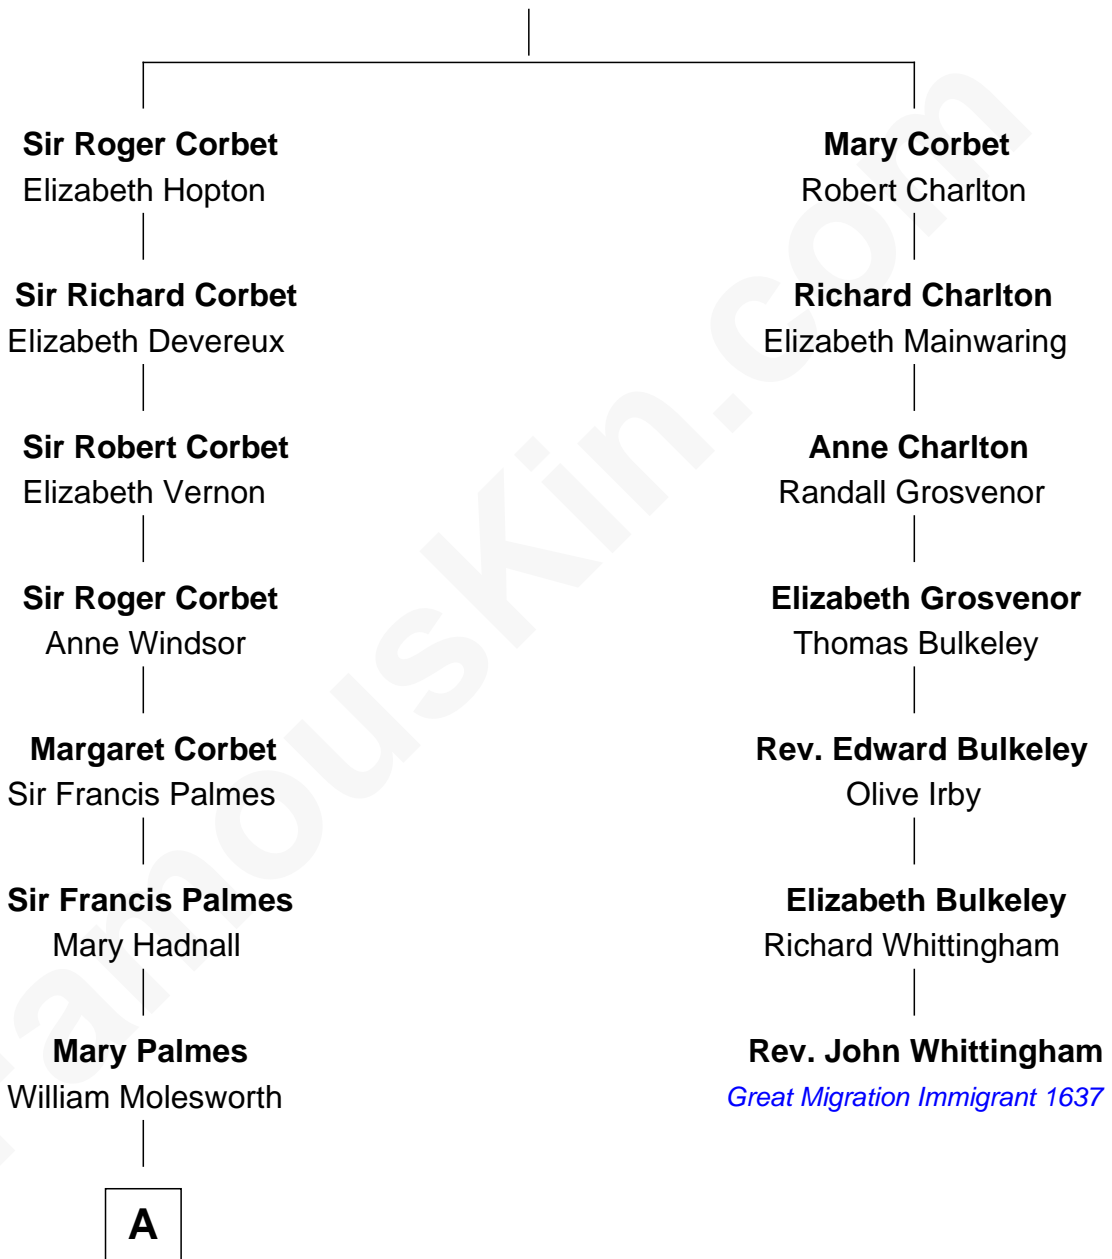 Sir Roger Corbet
Elizabeth Hopton
Sir Richard Corbet
Elizabeth Devereux
Sir Robert Corbet
Elizabeth Vernon
Sir Roger Corbet
Anne Windsor
Margaret Corbet
Sir Francis Palmes
Sir Francis Palmes
Mary Hadnall
Mary Palmes
William Molesworth
A
Mary Corbet
Robert Charlton
Richard Charlton
Elizabeth Mainwaring
Anne Charlton
Randall Grosvenor
Elizabeth Grosvenor
Thomas Bulkeley
Rev. Edward Bulkeley
Olive Irby
Elizabeth Bulkeley
Richard Whittingham
Rev. John Whittingham
Great Migration Immigrant 1637
FamousKin.com